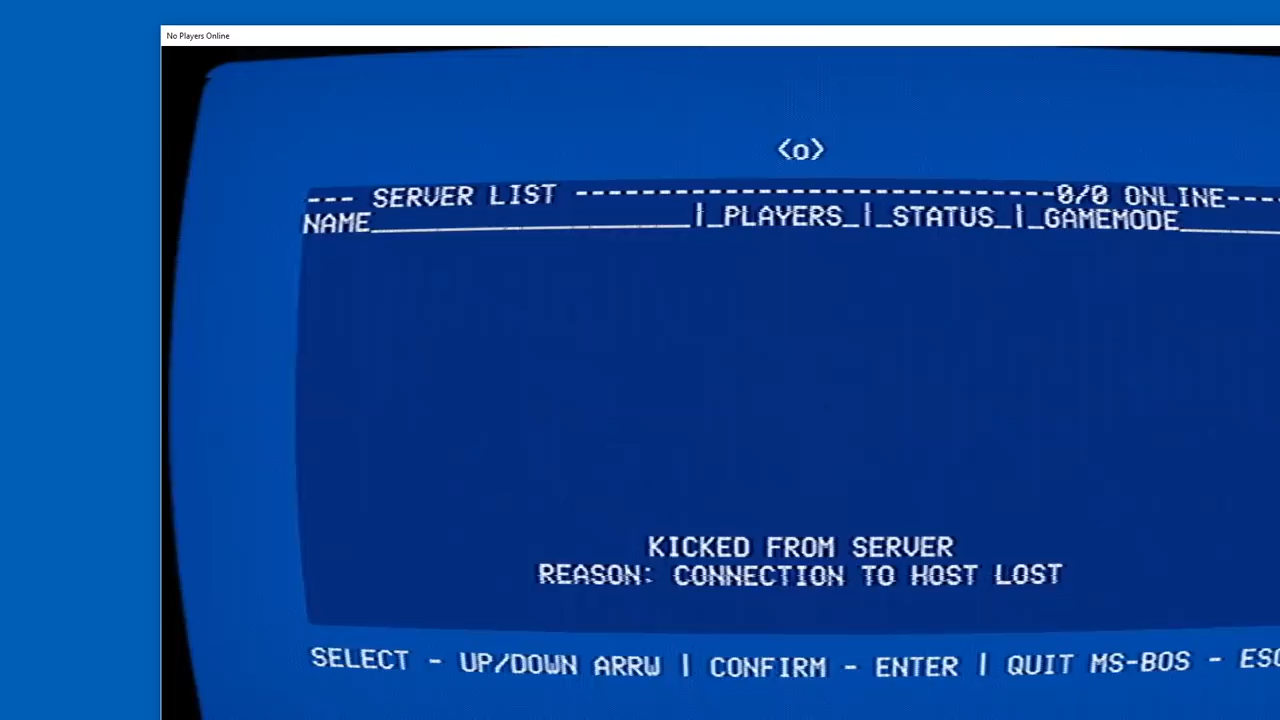 No Players Online
<o>
--- SERVER LIST -----------------------------0/0 ONLINE----
NAME___________________|_PLAYERS_|_STATUS_|_GAMEMODE______
KICKED FROM SERVER
REASON: CONNECTION TO HOST LOST
SELECT - UP/DOWN ARRW | CONFIRM - ENTER | QUIT MS-BOS - ESC